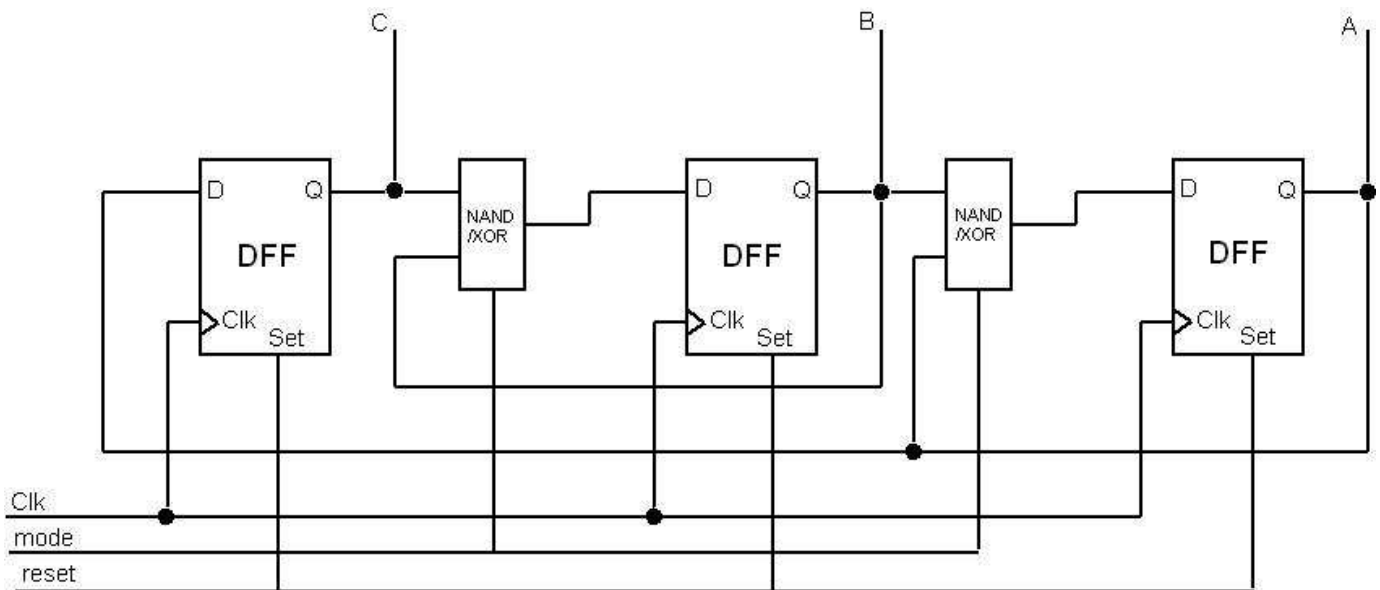 C
B
A
D
Q
DFF
Clk
Set
NAND
/XOR
D
Q
DFF
Clk
Set
NAND
/XOR
D
Q
DFF
Clk
Set
Clk
mode
reset